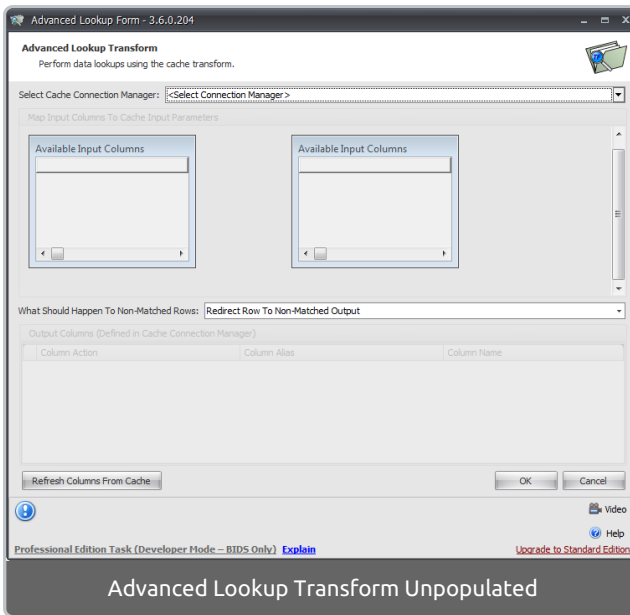 Advanced Lookup Form - 3.6.0.204
Advanced Lookup Transform
Perform data lookups using the cache transform.
Select Cache Connection Manager: <Select Connection Manager>
Map Input Columns To Cache Input Parameters
Available Input Columns Available Input Columns
What Should Happen To Non-Matched Rows: Redirect Row To Non-Matched Output
Output Columns (Defined in Cache Connection Manager)
Column Action Column Alias Column Name
Refresh Columns From Cache OK Cancel
Video
Help
Professional Edition Task (Developer Mode – BIDS Only) Explain Upgrade to Standard Edition
Advanced Lookup Transform Unpopulated